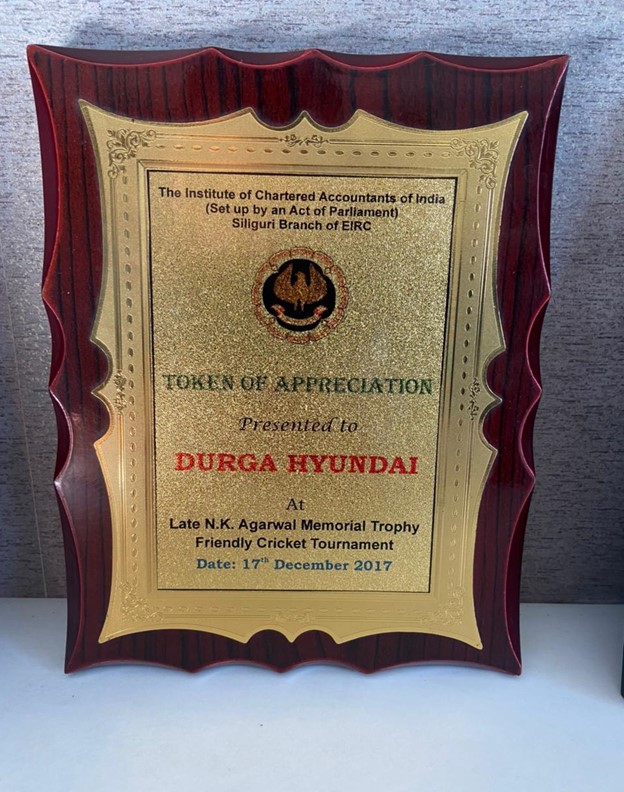 The Institute of Chartered Accountants of India
(Set up by an Act of Parliament)
Siliguri Branch of EIRC
TOKEN OF APPRECIATION
Presented to
DURGA HYUNDAI
At
Late N.K. Agarwal Memorial Trophy
Friendly Cricket Tournament
Date: 17th December 2017